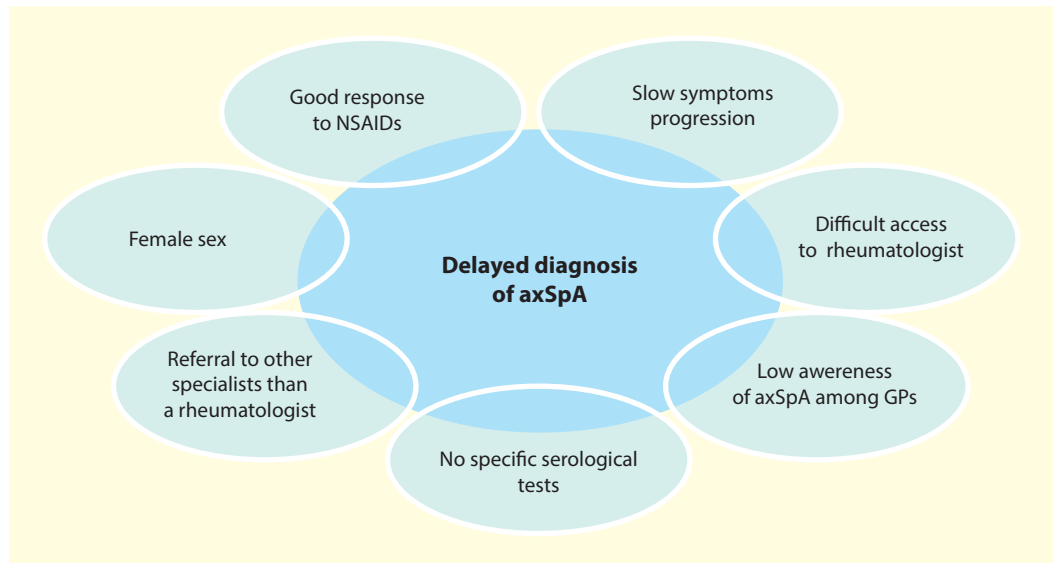 Good response
to NSAIDs
Slow symptoms
progression
Female sex
Difficult access
to rheumatologist
Delayed diagnosis
of axSpA
Referral to other
specialists than
a rheumatologist
Low awereness
of axSpA among GPs
No specific serological
tests